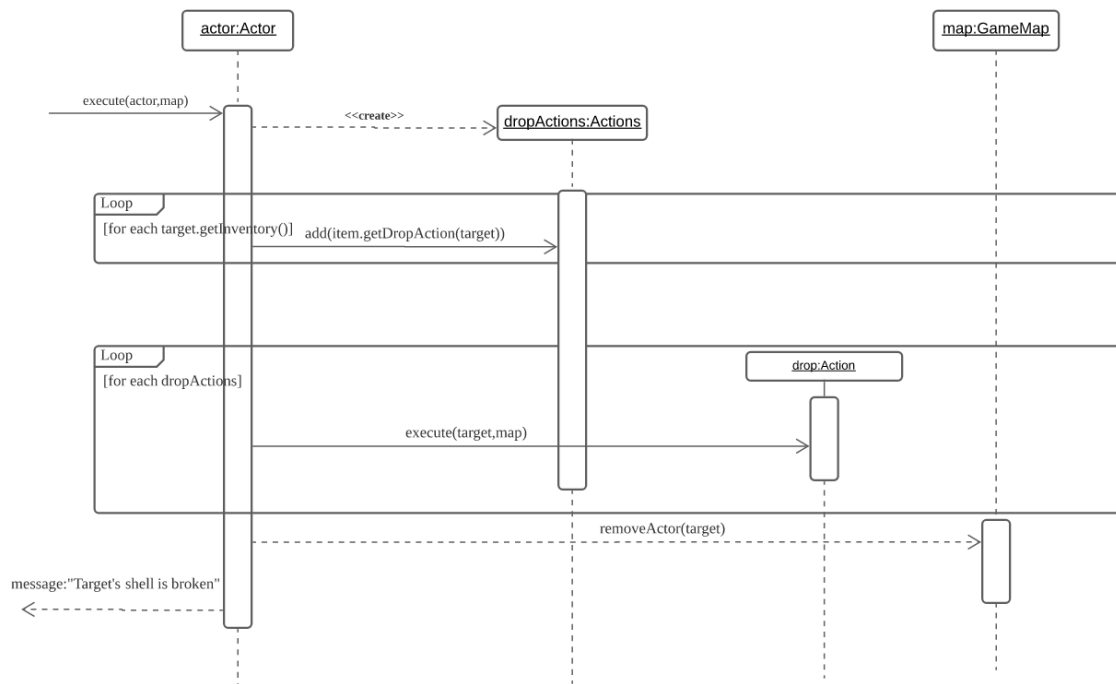 actor:Actor
map:GameMap
execute(actor,map)
<<create>>
dropActions:Actions
Loop
[for each target.getInventory()]
add(item.getDropAction(target))
Loop
[for each dropActions]
drop:Action
execute(target,map)
removeActor(target)
message:"Target's shell is broken"